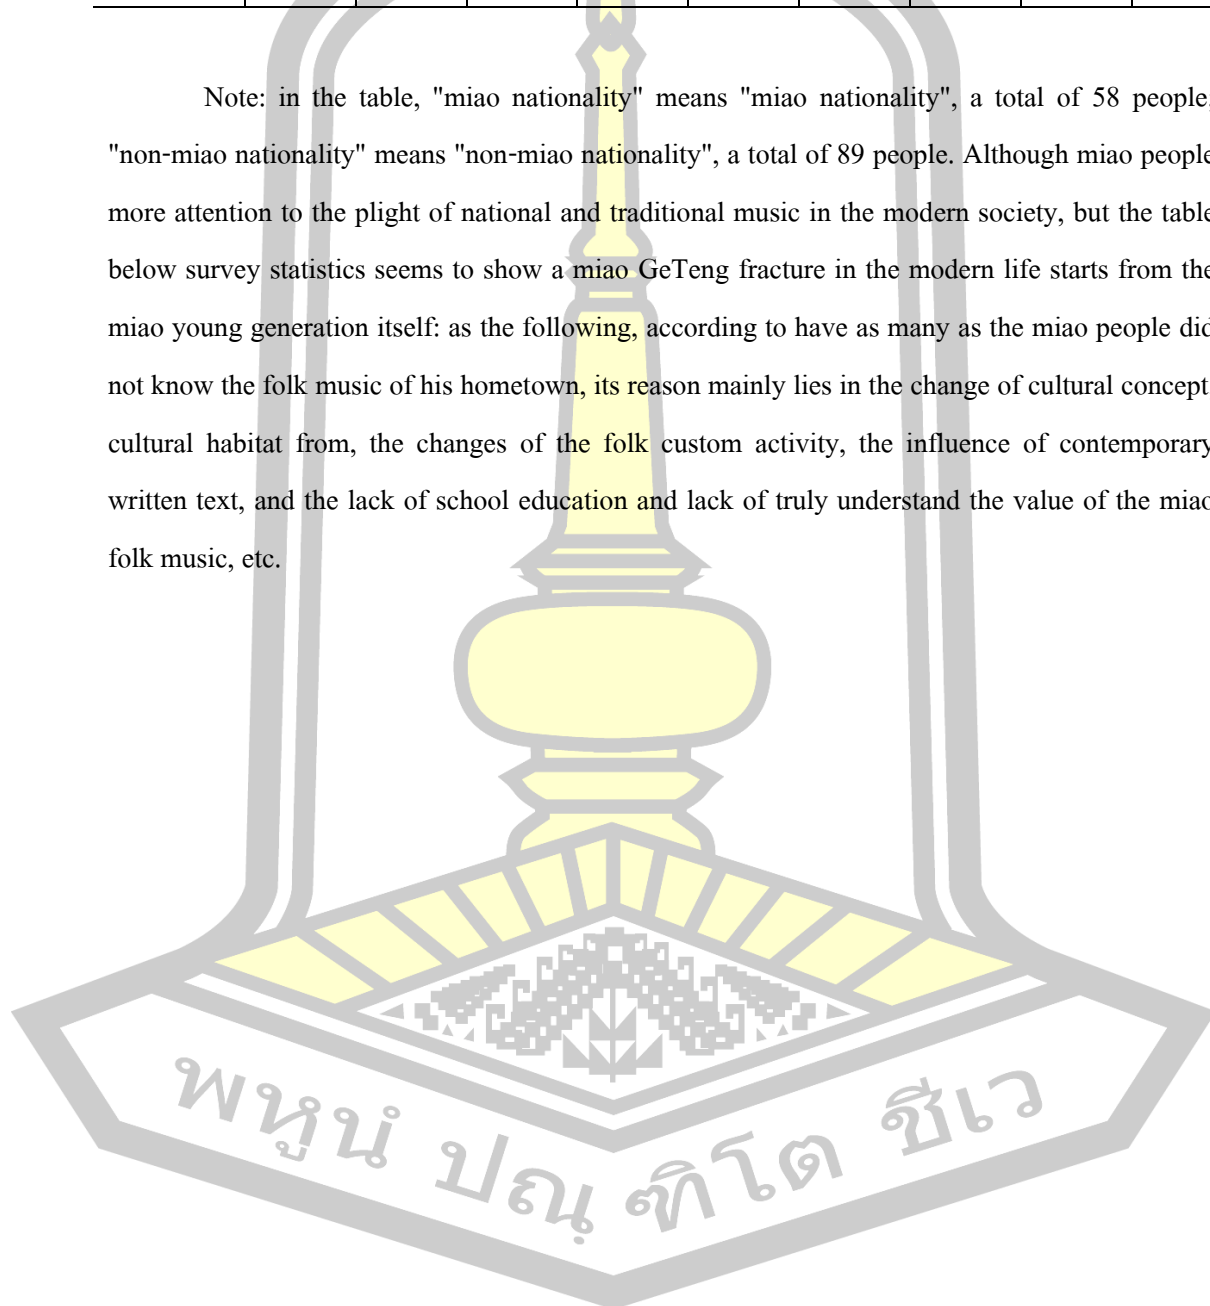 Note: in the table, "miao nationality" means "miao nationality", a total of 58 people;
"non-miao nationality" means "non-miao nationality", a total of 89 people. Although miao people
more attention to the plight of national and traditional music in the modern society, but the table
below survey statistics seems to show a miao GeTeng fracture in the modern life starts from the
miao young generation itself: as the following, according to have as many as the miao people did
not know the folk music of his hometown, its reason mainly lies in the change of cultural concept
cultural habitat from, the changes of the folk custom activity, the influence of contemporary
written text, and the lack of school education and lack of truly understand the value of the miao
folk music, etc.
พหูนํ ปณฺฑิโต ชีเว